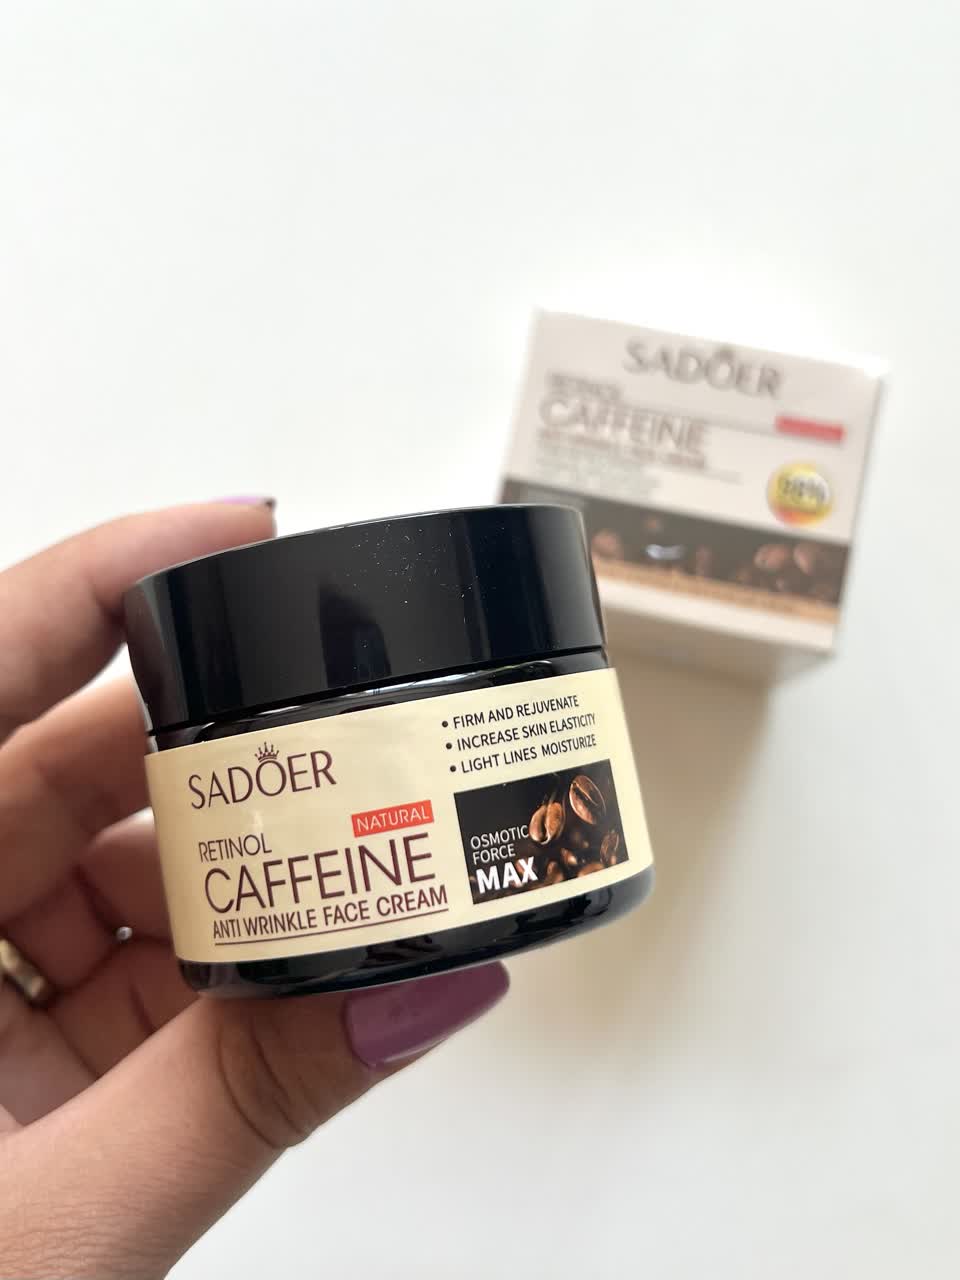 SADOER
RETINOL
CAFFEINE
SADOER
NATURAL
RETINOL
CAFFEINE
ANTI WRINKLE FACE CREAM
• FIRM AND REJUVENATE
• INCREASE SKIN ELASTICITY
• LIGHT LINES MOISTURIZE
OSMOTIC
FORCE
MAX